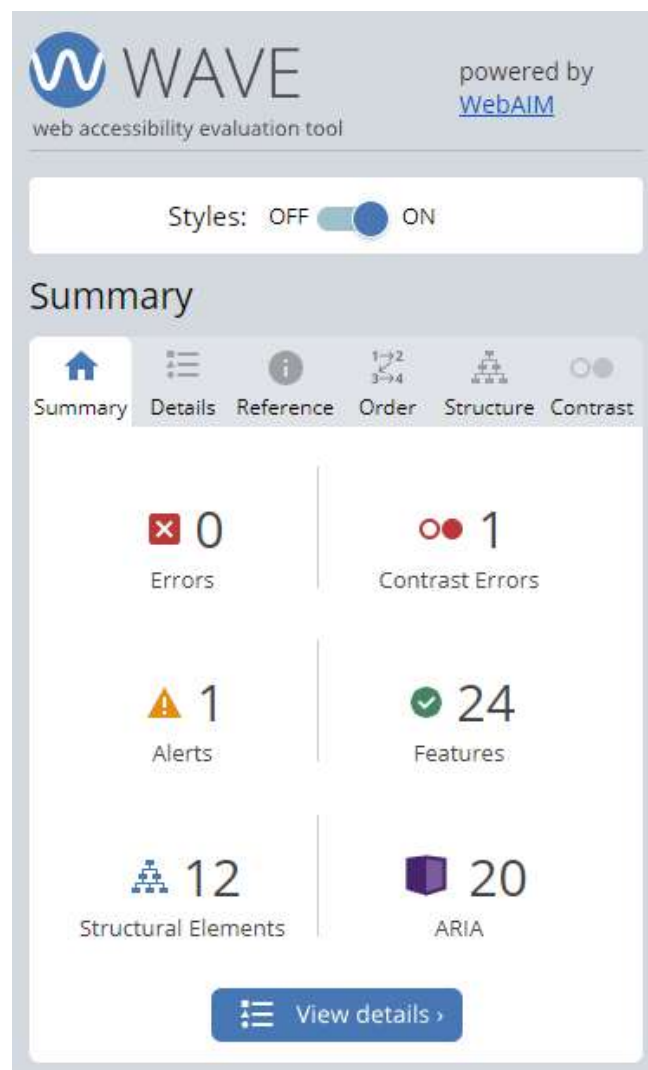 WAVE
powered by
WebAIM
web accessibility evaluation tool
Styles: OFF ON
Summary
1 2
3 4
Summary Details Reference Order Structure Contrast
0 1
Errors Contrast Errors
1 24
Alerts Features
12 20
Structural Elements ARIA
View details ›